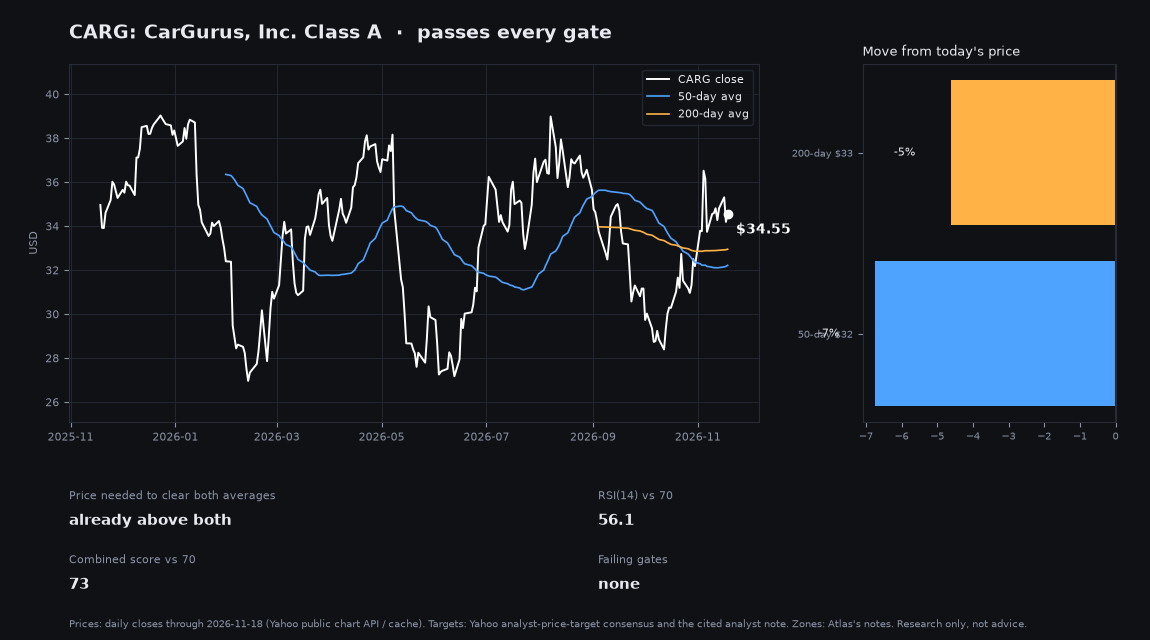 CARG: CarGurus, Inc. Class A · passes every gate
Move from today's price
CARG close
50-day avg
200-day avg
40
38
36
34
32
30
28
26
USD
$34.55
2025-11
2026-01
2026-03
2026-05
2026-07
2026-09
2026-11
200-day $33
-5%
50-day $32
-7%
−7
−6
−5
−4
−3
−2
−1
0
Price needed to clear both averages
already above both
RSI(14) vs 70
56.1
Combined score vs 70
73
Failing gates
none
Prices: daily closes through 2026-11-18 (Yahoo public chart API / cache). Targets: Yahoo analyst-price-target consensus and the cited analyst note. Zones: Atlas's notes. Research only, not advice.